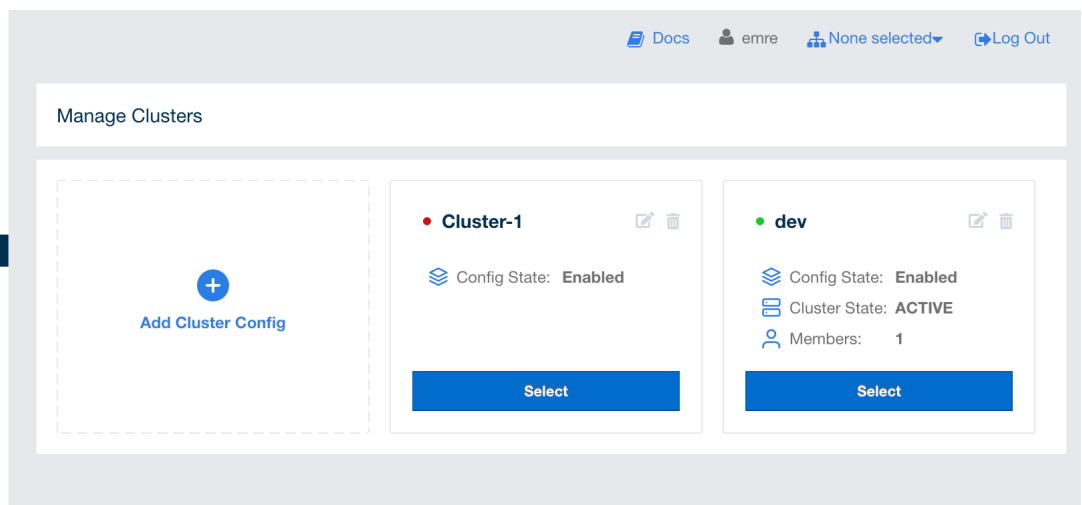 Docs emre None selected Log Out
Manage Clusters
Add Cluster Config
Cluster-1
Config State: Enabled
Select
dev
Config State: Enabled
Cluster State: ACTIVE
Members: 1
Select